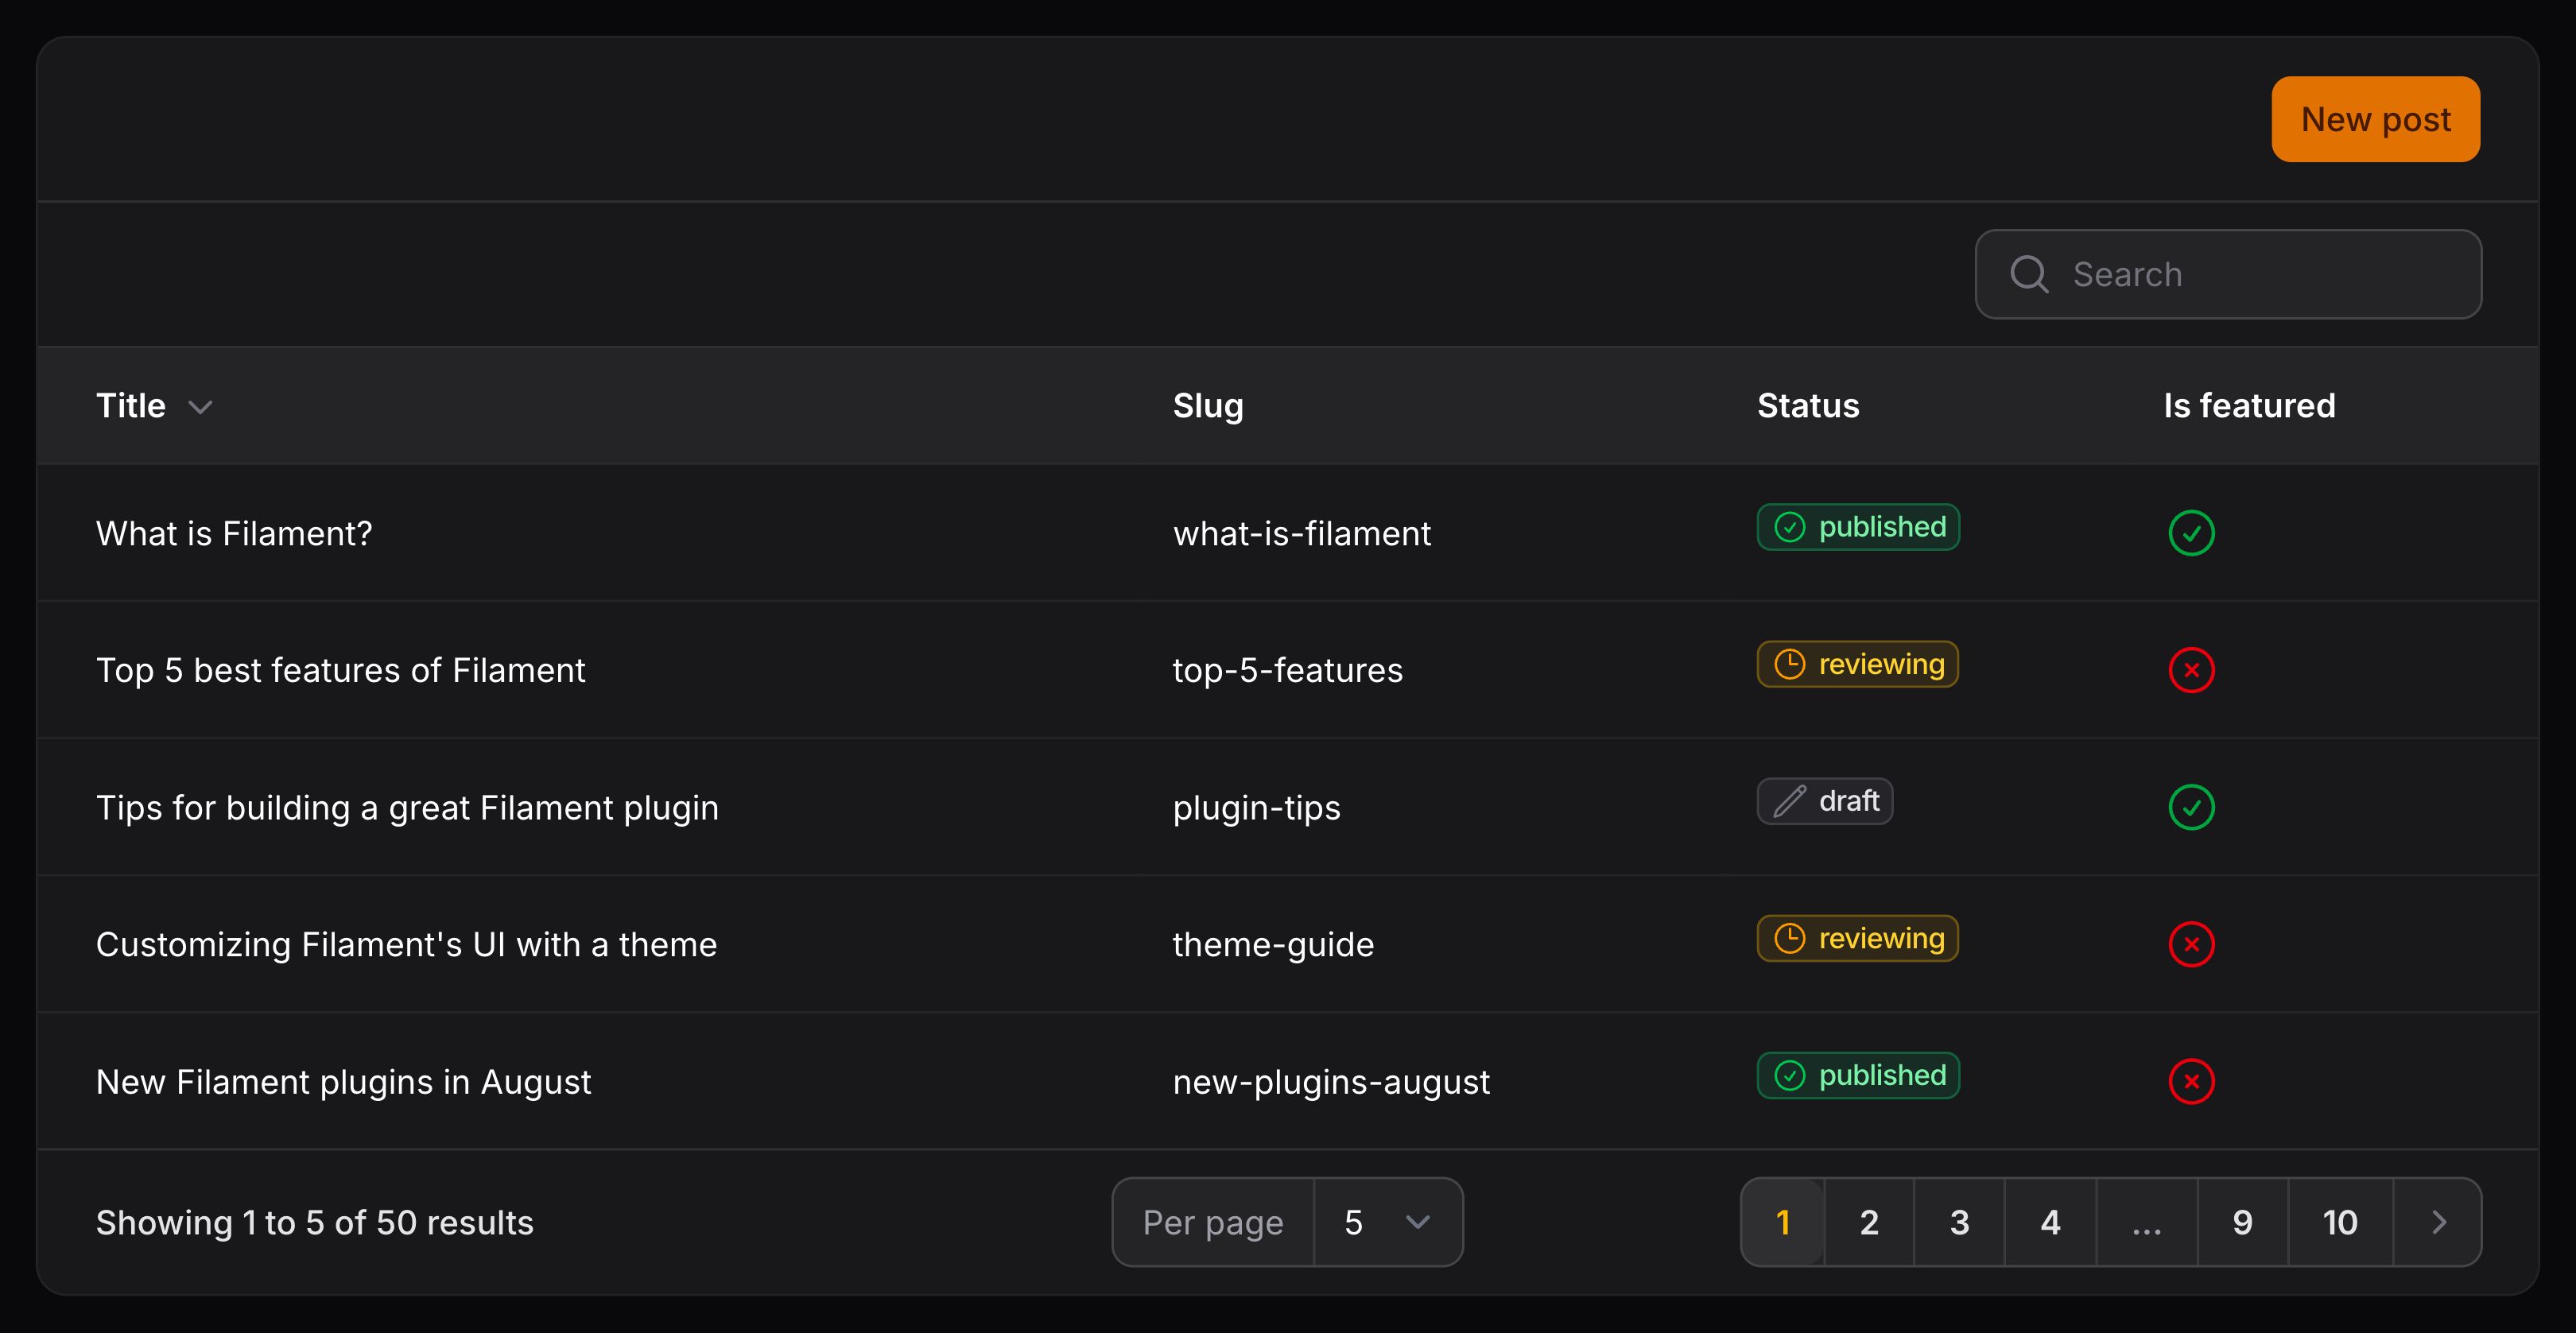 New post
Search
Title Slug Status Is featured
What is Filament? what-is-filament published
Top 5 best features of Filament top-5-features reviewing
Tips for building a great Filament plugin plugin-tips draft
Customizing Filament's UI with a theme theme-guide reviewing
New Filament plugins in August new-plugins-august published
Showing 1 to 5 of 50 results Per page 5 1 2 3 4 ... 9 10